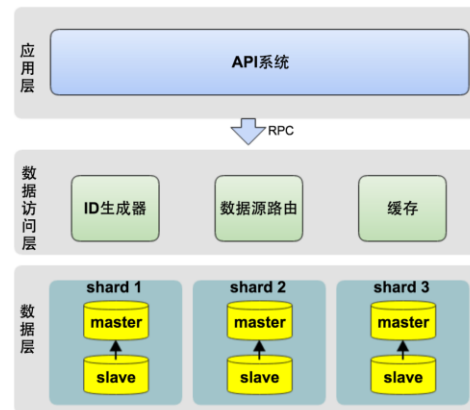 应用层
API系统
RPC
数据访问层
ID生成器
数据源路由
缓存
数据层
shard 1
shard 2
shard 3
master
master
master
slave
slave
slave